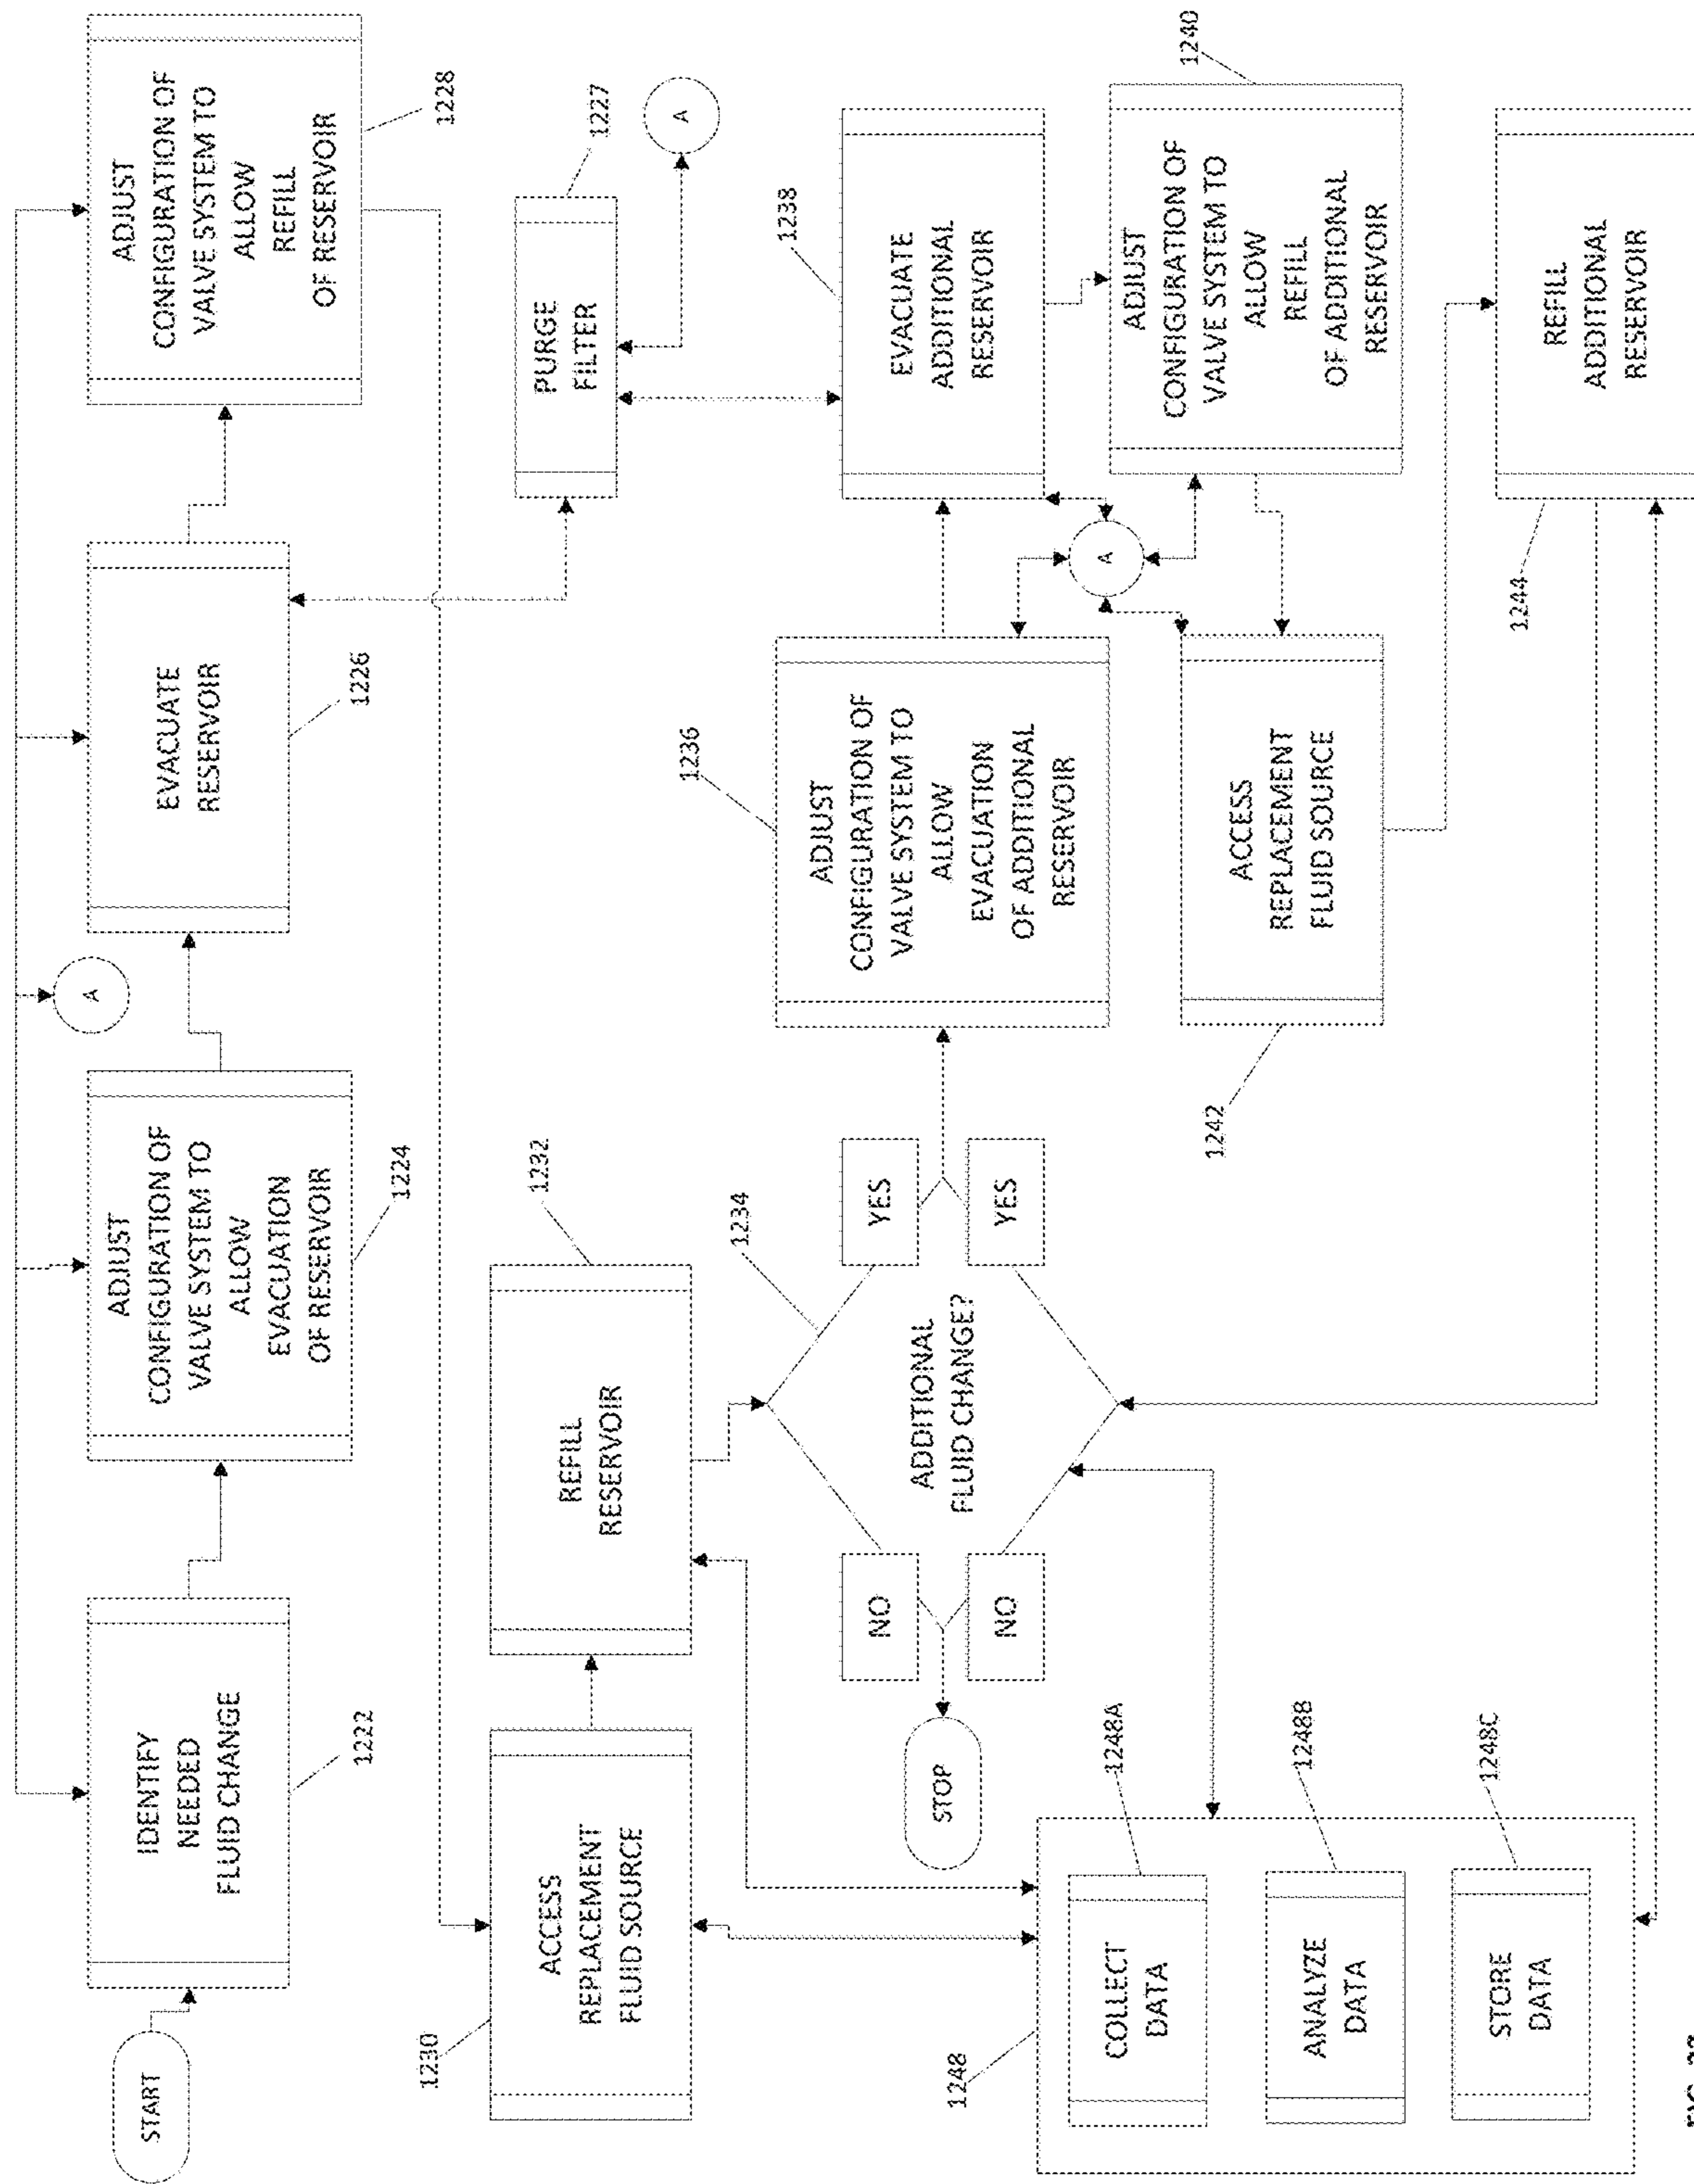 START
IDENTIFY
NEEDED
FLUID CHANGE
1222
ADJUST
CONFIGURATION OF
VALVE SYSTEM TO
ALLOW
EVACUATION
OF RESERVOIR
1224
A
EVACUATE
RESERVOIR
1226
ADJUST
CONFIGURATION OF
VALVE SYSTEM TO
ALLOW
REFILL
OF RESERVOIR
1228
1230
ACCESS
REPLACEMENT
FLUID SOURCE
REFILL
RESERVOIR
1232
PURGE
FILTER
1227
A
1234
ADDITIONAL
FLUID CHANGE?
NO
NO
YES
YES
STOP
1236
ADJUST
CONFIGURATION OF
VALVE SYSTEM TO
ALLOW
EVACUATION
OF ADDITIONAL
RESERVOIR
1238
EVACUATE
ADDITIONAL
RESERVOIR
A
1240
ADJUST
CONFIGURATION OF
VALVE SYSTEM TO
ALLOW
REFILL
OF ADDITIONAL
RESERVOIR
1242
ACCESS
REPLACEMENT
FLUID SOURCE
1244
REFILL
ADDITIONAL
RESERVOIR
1248
COLLECT
DATA
1248A
ANALYZE
DATA
1248B
STORE
DATA
1248C